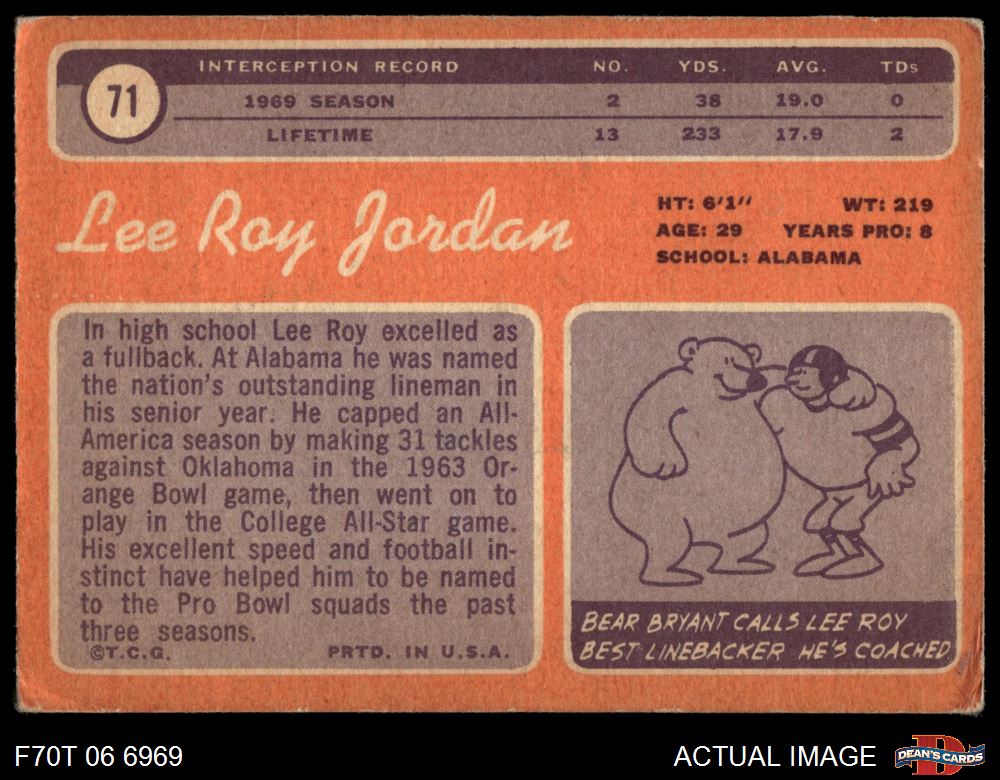 71
INTERCEPTION RECORD NO. YDS. AVG. TDs
1969 SEASON 2 38 19.0 0
LIFETIME 13 233 17.9 2
Lee Roy Jordan
HT: 6'1" WT: 219
AGE: 29 YEARS PRO: 8
SCHOOL: ALABAMA
In high school Lee Roy excelled as
a fullback. At Alabama he was named
the nation's outstanding lineman in
his senior year. He capped an All-
America season by making 31 tackles
against Oklahoma in the 1963 Or-
ange Bowl game, then went on to
play in the College All-Star game.
His excellent speed and football in-
stinct have helped him to be named
to the Pro Bowl squads the past
three seasons.
©T.C.G. PRTD. IN U.S.A.
BEAR BRYANT CALLS LEE ROY
BEST LINEBACKER HE'S COACHED
F70T 06 6969
ACTUAL IMAGE
D
DEAN'S CARDS